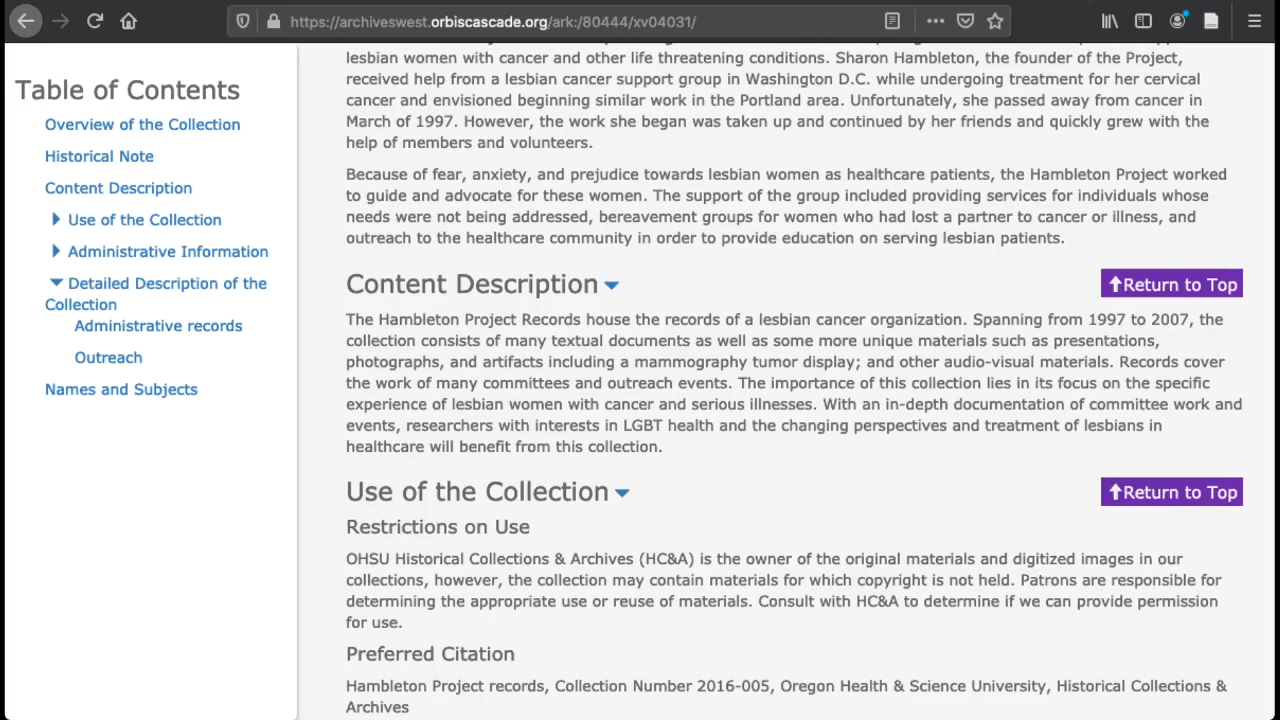 https://archiveswest.orbiscascade.org/ark:/80444/xv04031/
Table of Contents
Overview of the Collection
Historical Note
Content Description
Use of the Collection
Administrative Information
Detailed Description of the
Collection
Administrative records
Outreach
Names and Subjects
lesbian women with cancer and other life threatening conditions. Sharon Hambleton, the founder of the Project,
received help from a lesbian cancer support group in Washington D.C. while undergoing treatment for her cervical
cancer and envisioned beginning similar work in the Portland area. Unfortunately, she passed away from cancer in
March of 1997. However, the work she began was taken up and continued by her friends and quickly grew with the
help of members and volunteers.
Because of fear, anxiety, and prejudice towards lesbian women as healthcare patients, the Hambleton Project worked
to guide and advocate for these women. The support of the group included providing services for individuals whose
needs were not being addressed, bereavement groups for women who had lost a partner to cancer or illness, and
outreach to the healthcare community in order to provide education on serving lesbian patients.
Content Description
Return to Top
The Hambleton Project Records house the records of a lesbian cancer organization. Spanning from 1997 to 2007, the
collection consists of many textual documents as well as some more unique materials such as presentations,
photographs, and artifacts including a mammography tumor display; and other audio-visual materials. Records cover
the work of many committees and outreach events. The importance of this collection lies in its focus on the specific
experience of lesbian women with cancer and serious illnesses. With an in-depth documentation of committee work and
events, researchers with interests in LGBT health and the changing perspectives and treatment of lesbians in
healthcare will benefit from this collection.
Use of the Collection
Return to Top
Restrictions on Use
OHSU Historical Collections & Archives (HC&A) is the owner of the original materials and digitized images in our
collections, however, the collection may contain materials for which copyright is not held. Patrons are responsible for
determining the appropriate use or reuse of materials. Consult with HC&A to determine if we can provide permission
for use.
Preferred Citation
Hambleton Project records, Collection Number 2016-005, Oregon Health & Science University, Historical Collections &
Archives